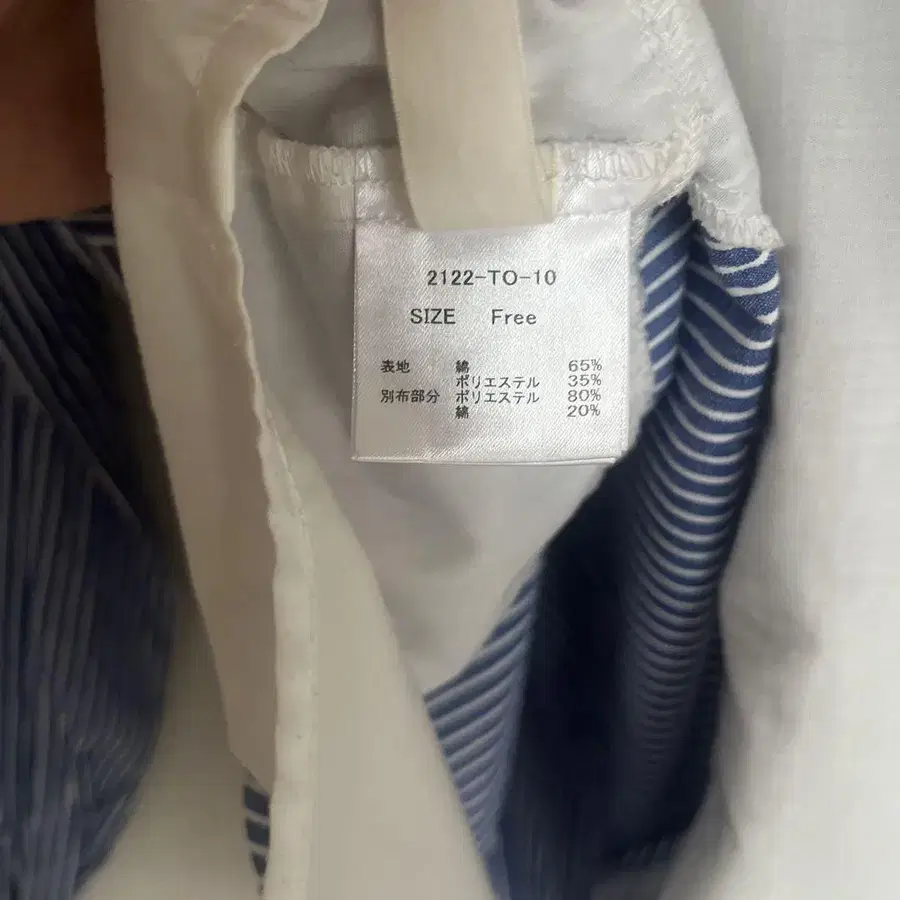 2122-TO-10
SIZE Free
表地 綿 65%
ポリエステル 35%
別布部分 ポリエステル 80%
綿 20%